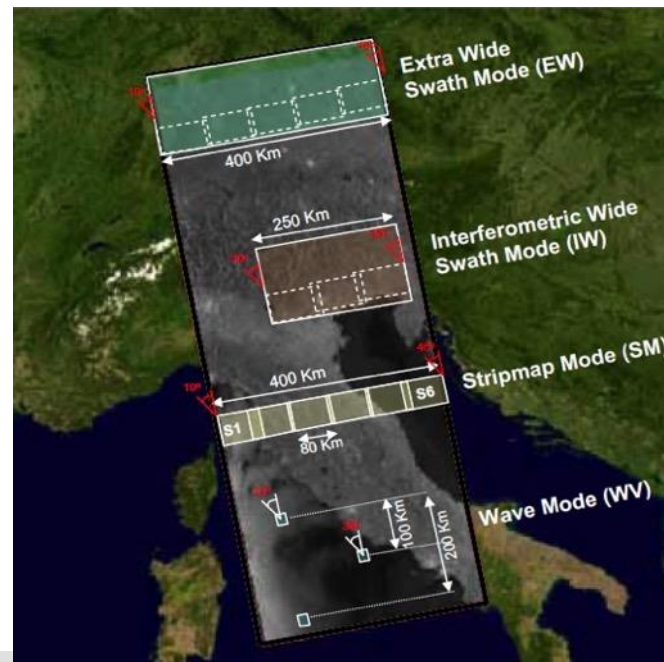 Extra Wide
Swath Mode (EW)
400 Km
250 Km
Interferometric Wide
Swath Mode (IW)
400 Km
Stripmap Mode (SM)
S1
S6
80 Km
Wave Mode (WV)
100 Km
200 Km